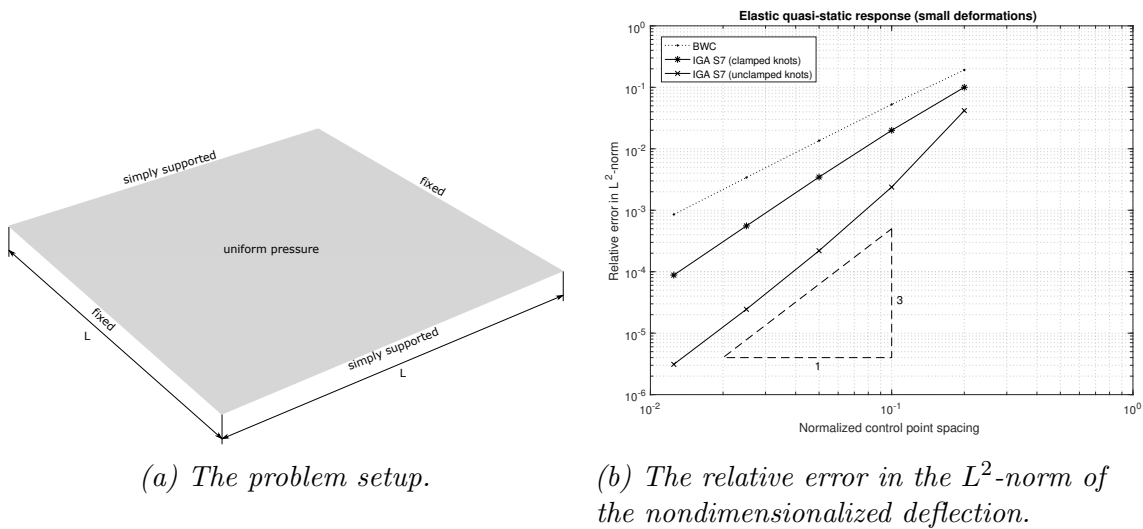 simply supported
fixed
uniform pressure
fixed
L
simply supported
L
(a) The problem setup.
Elastic quasi-static response (small deformations)
BWC
IGA S7 (clamped knots)
IGA S7 (unclamped knots)
10^0
10^-1
10^-2
10^-3
10^-4
10^-5
10^-6
Relative error in L^2-norm
3
1
10^-2
10^-1
10^0
Normalized control point spacing
(b) The relative error in the L^2-norm of
the nondimensionalized deflection.